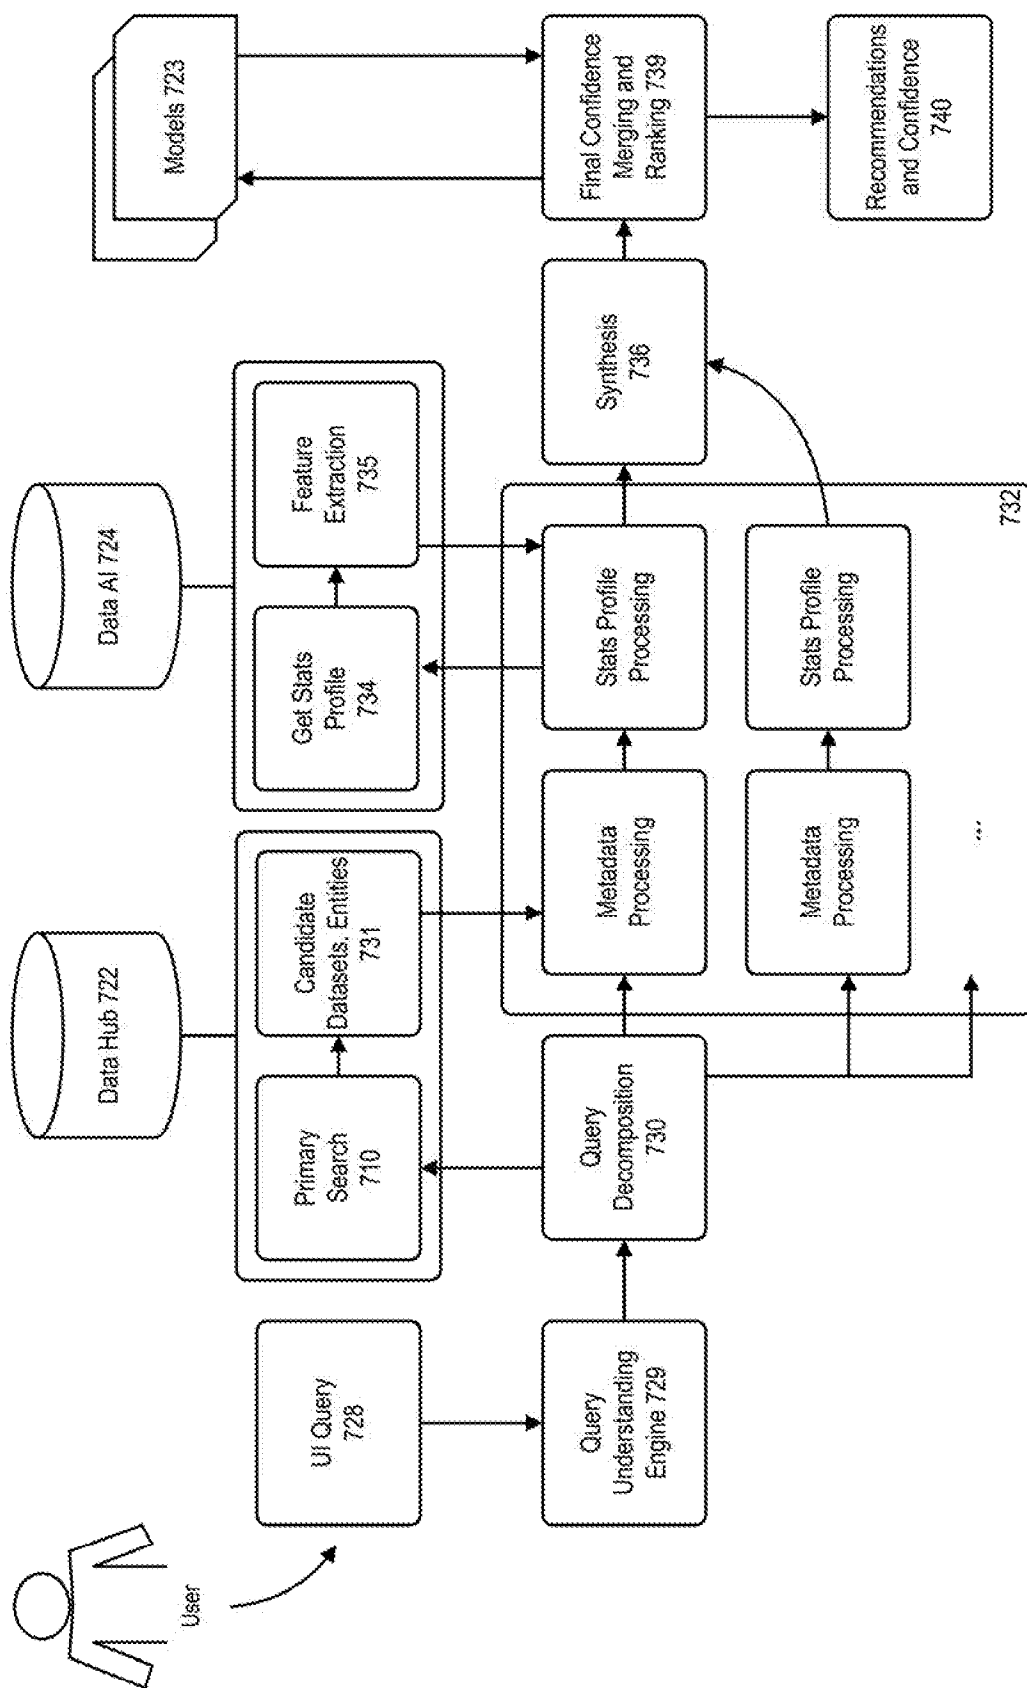 User
UI Query
728
Query
Understanding
Engine 729
Data Hub 722
Primary
Search
710
Candidate
Datasets, Entities
731
Query
Decomposition
730
Data AI 724
Get Stats
Profile
734
Feature
Extraction
735
Metadata
Processing
Stats Profile
Processing
Metadata
Processing
Stats Profile
Processing
...
732
Synthesis
736
Models 723
Final Confidence
Merging and
Ranking 739
Recommendations
and Confidence
740